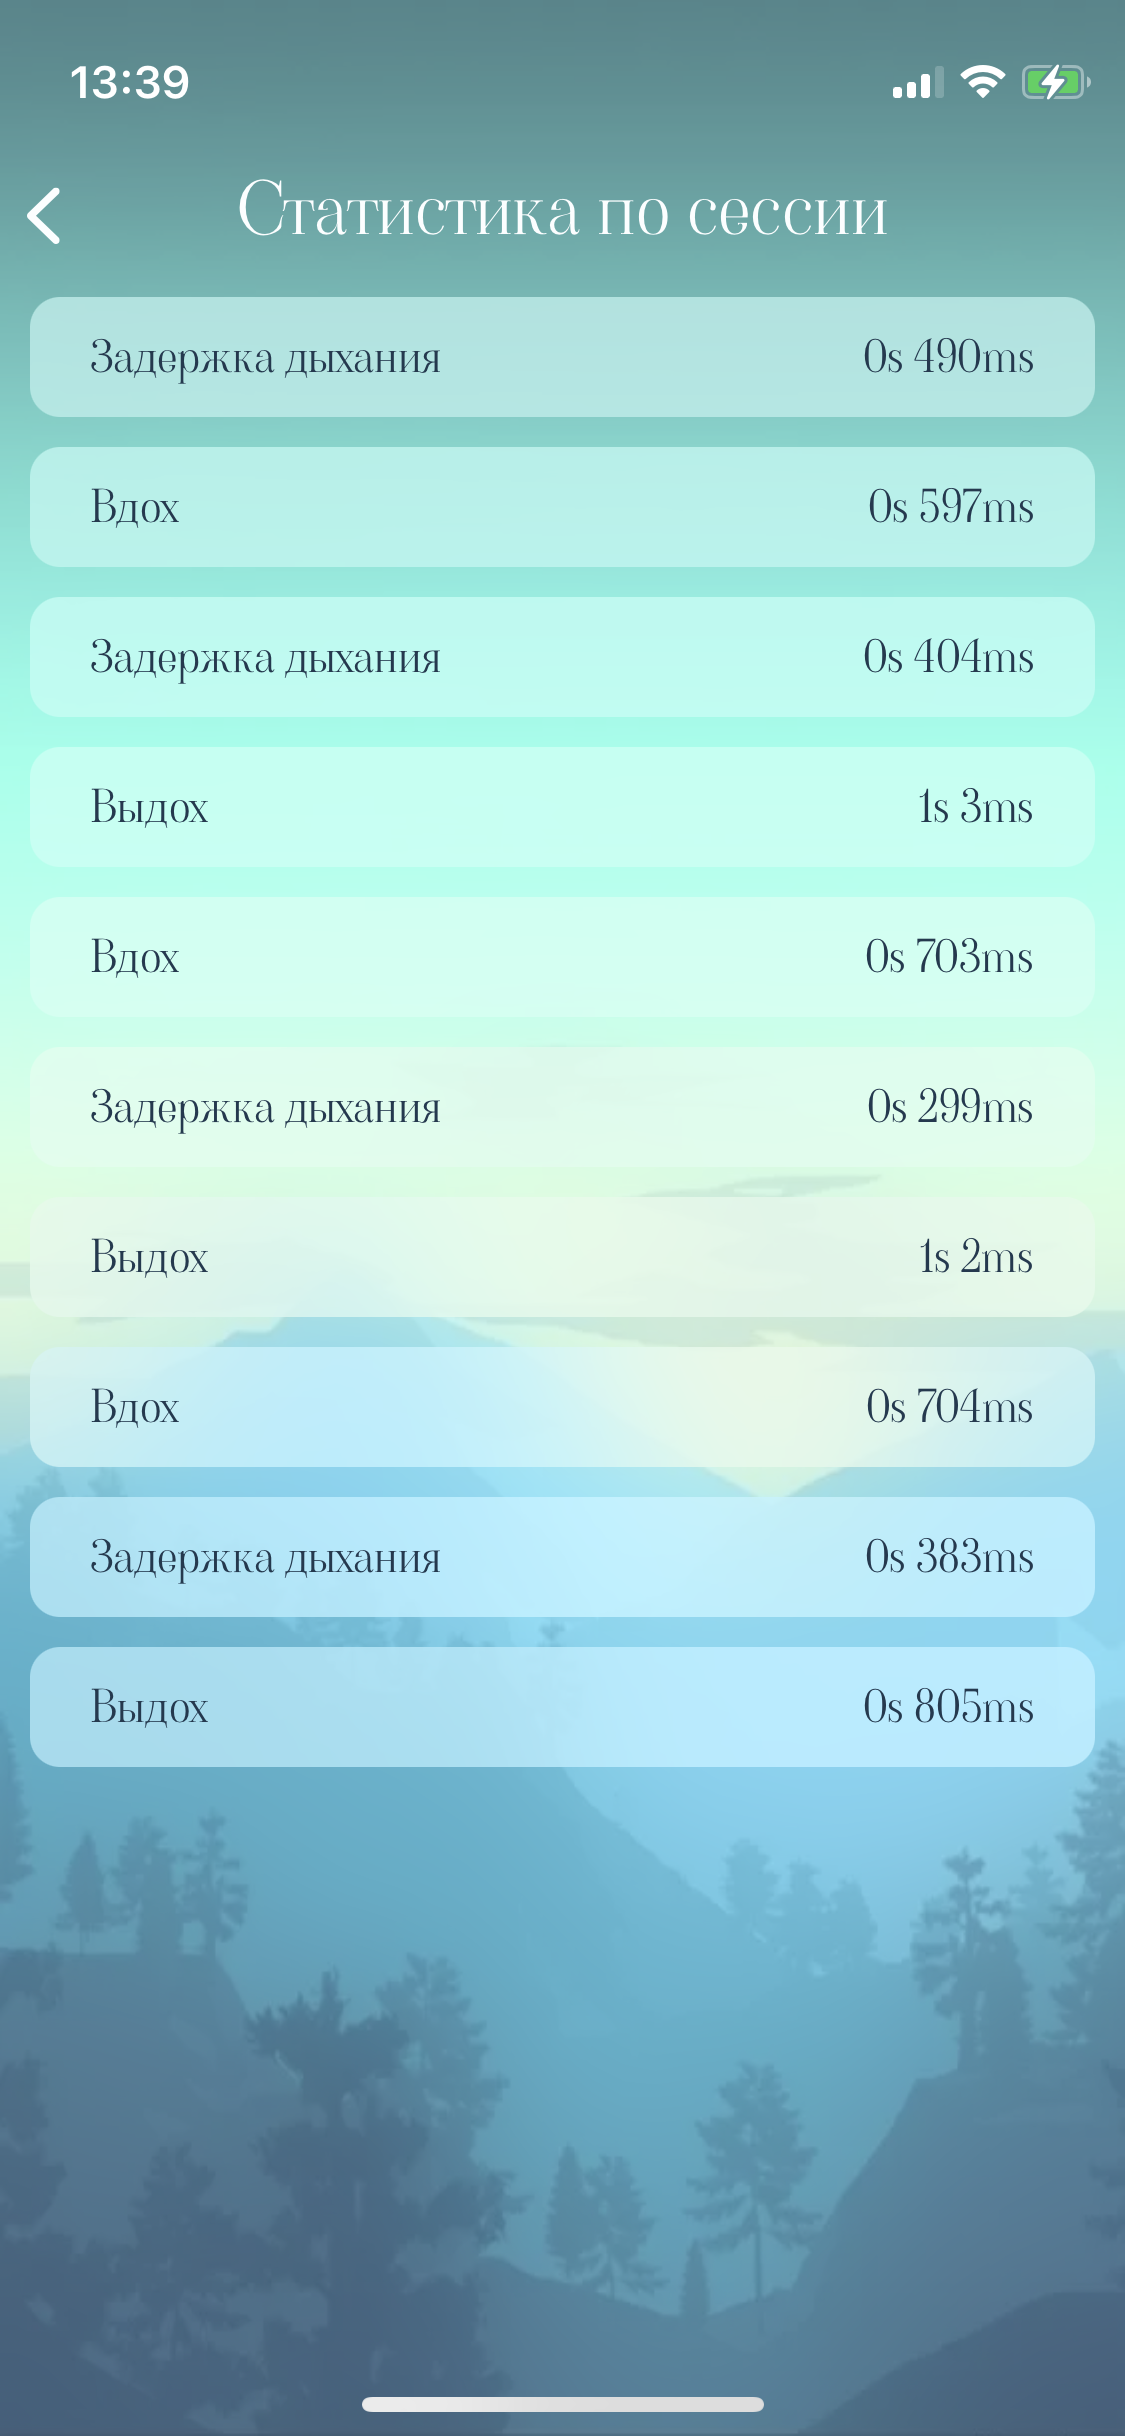 13:39
Статистика по сессии
Задержка дыхания 0s 490ms
Вдох 0s 597ms
Задержка дыхания 0s 404ms
Выдох 1s 3ms
Вдох 0s 703ms
Задержка дыхания 0s 299ms
Выдох 1s 2ms
Вдох 0s 704ms
Задержка дыхания 0s 383ms
Выдох 0s 805ms